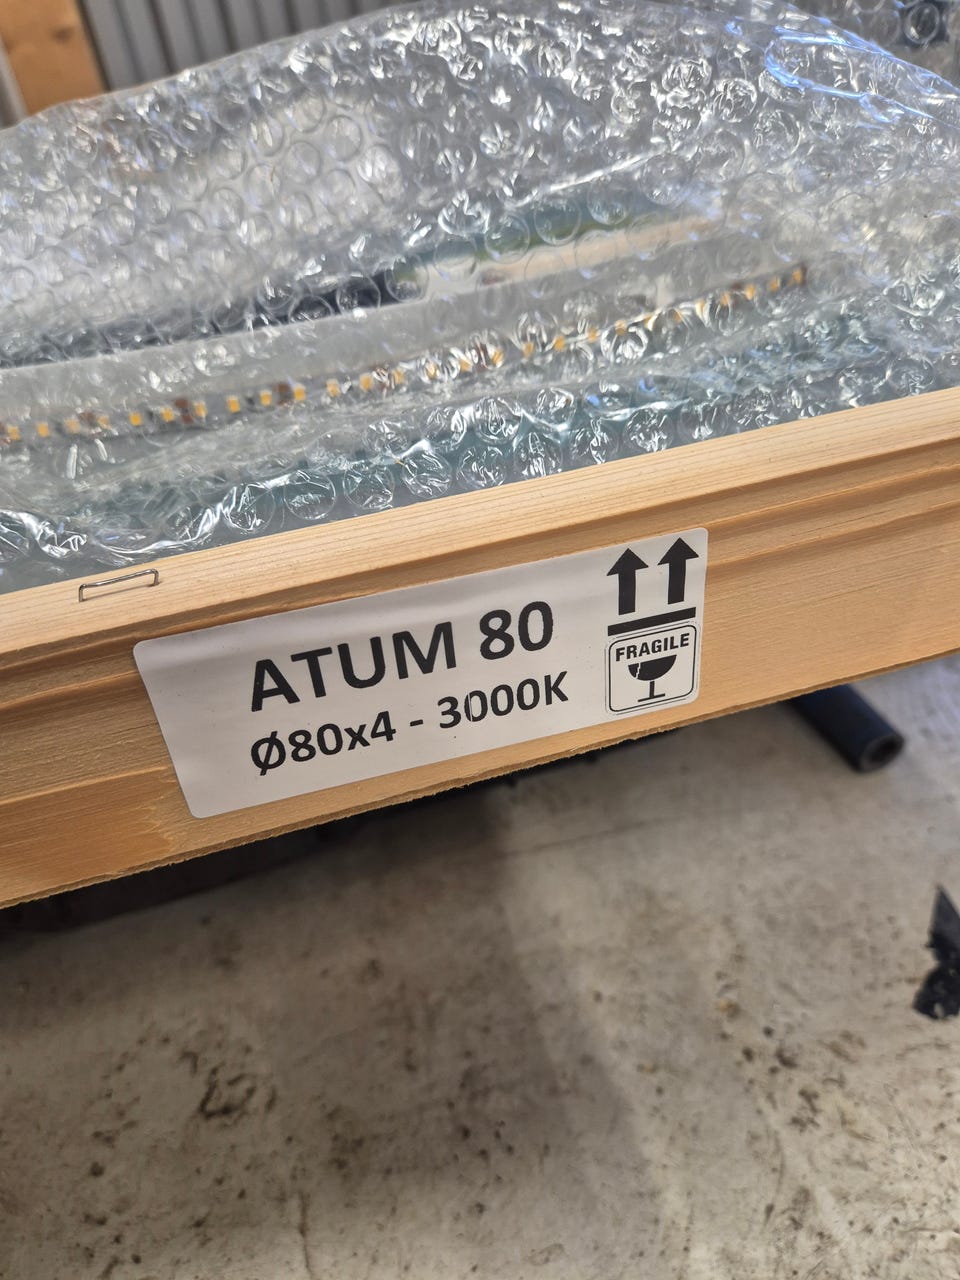 ATUM 80
Ø80x4 - 3000K
FRAGILE